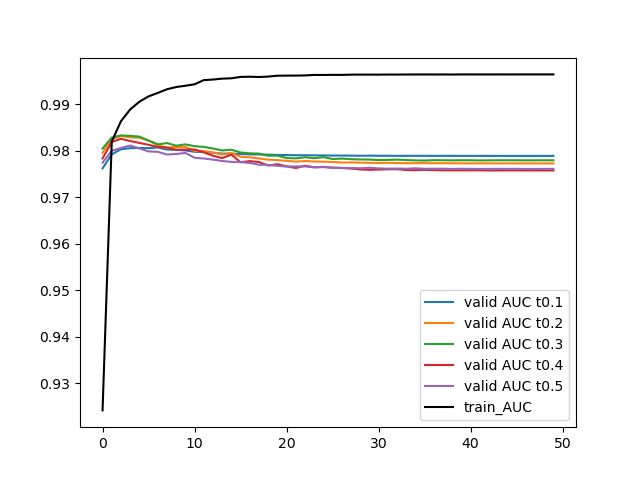 0.99
0.98
0.97
0.96
0.95
0.94
0.93
0 10 20 30 40 50
valid AUC t0.1
valid AUC t0.2
valid AUC t0.3
valid AUC t0.4
valid AUC t0.5
train_AUC